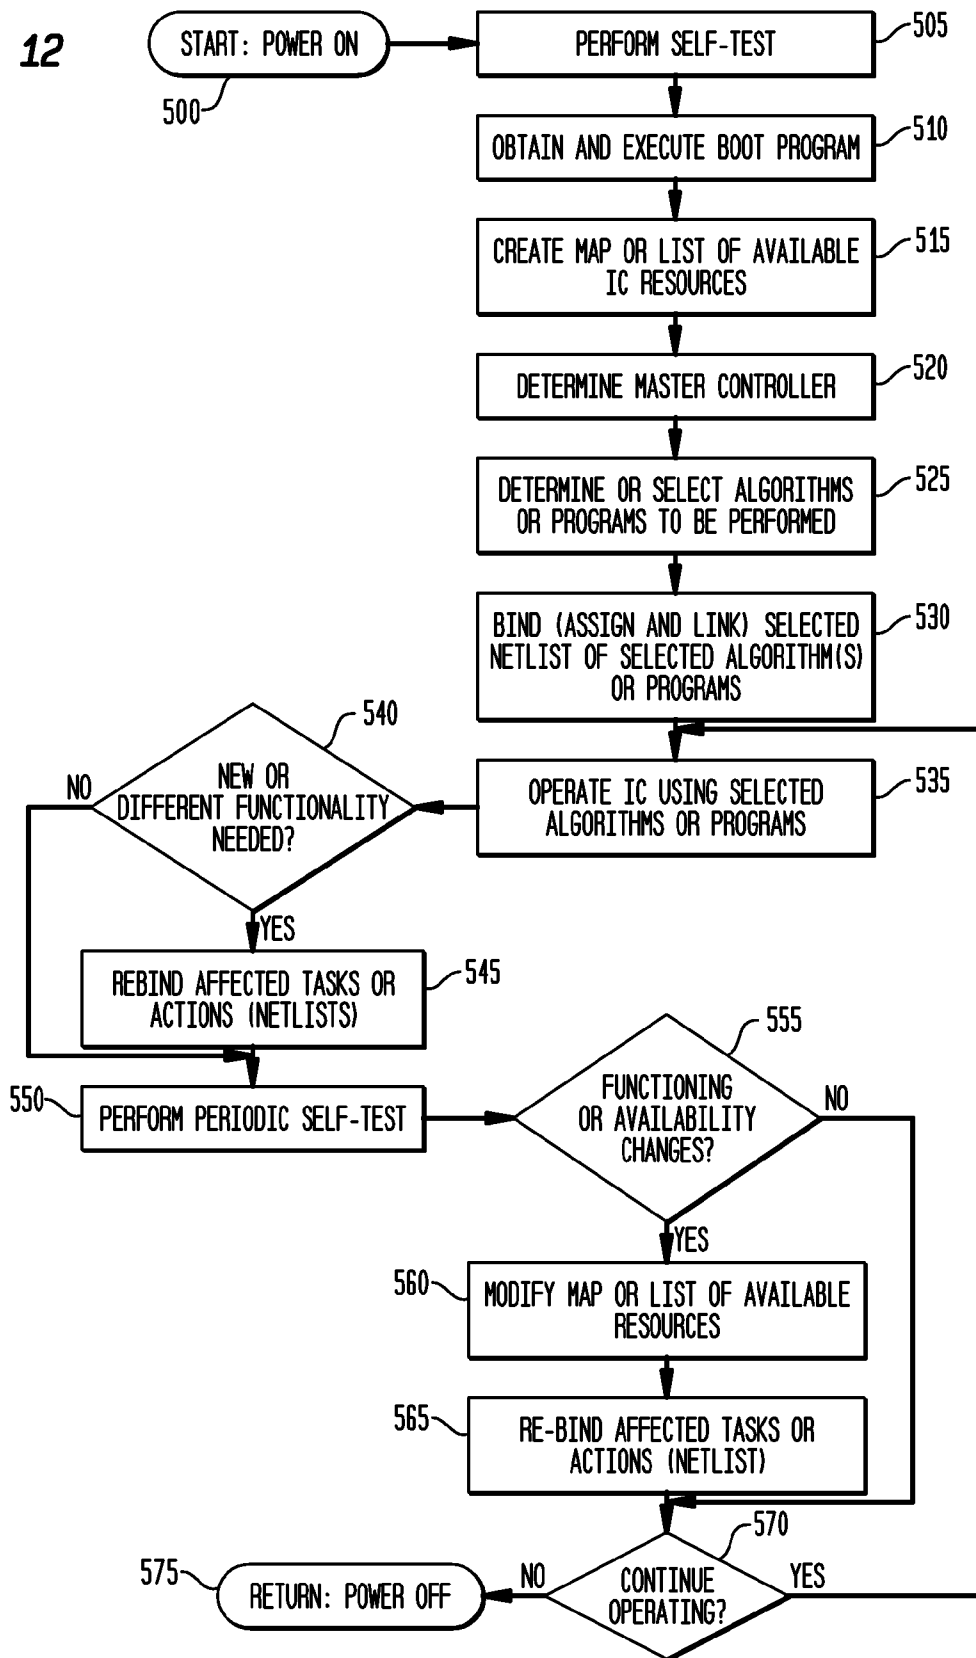 12
START: POWER ON
500
PERFORM SELF-TEST
505
OBTAIN AND EXECUTE BOOT PROGRAM
510
CREATE MAP OR LIST OF AVAILABLE
IC RESOURCES
515
DETERMINE MASTER CONTROLLER
520
DETERMINE OR SELECT ALGORITHMS
OR PROGRAMS TO BE PERFORMED
525
BIND (ASSIGN AND LINK) SELECTED
NETLIST OF SELECTED ALGORITHM(S)
OR PROGRAMS
530
OPERATE IC USING SELECTED
ALGORITHMS OR PROGRAMS
535
540
NEW OR
DIFFERENT FUNCTIONALITY
NEEDED?
NO
YES
REBIND AFFECTED TASKS OR
ACTIONS (NETLISTS)
545
550
PERFORM PERIODIC SELF-TEST
555
FUNCTIONING
OR AVAILABILITY
CHANGES?
NO
YES
560
MODIFY MAP OR LIST OF AVAILABLE
RESOURCES
565
RE-BIND AFFECTED TASKS OR
ACTIONS (NETLIST)
570
CONTINUE
OPERATING?
NO
YES
575
RETURN: POWER OFF